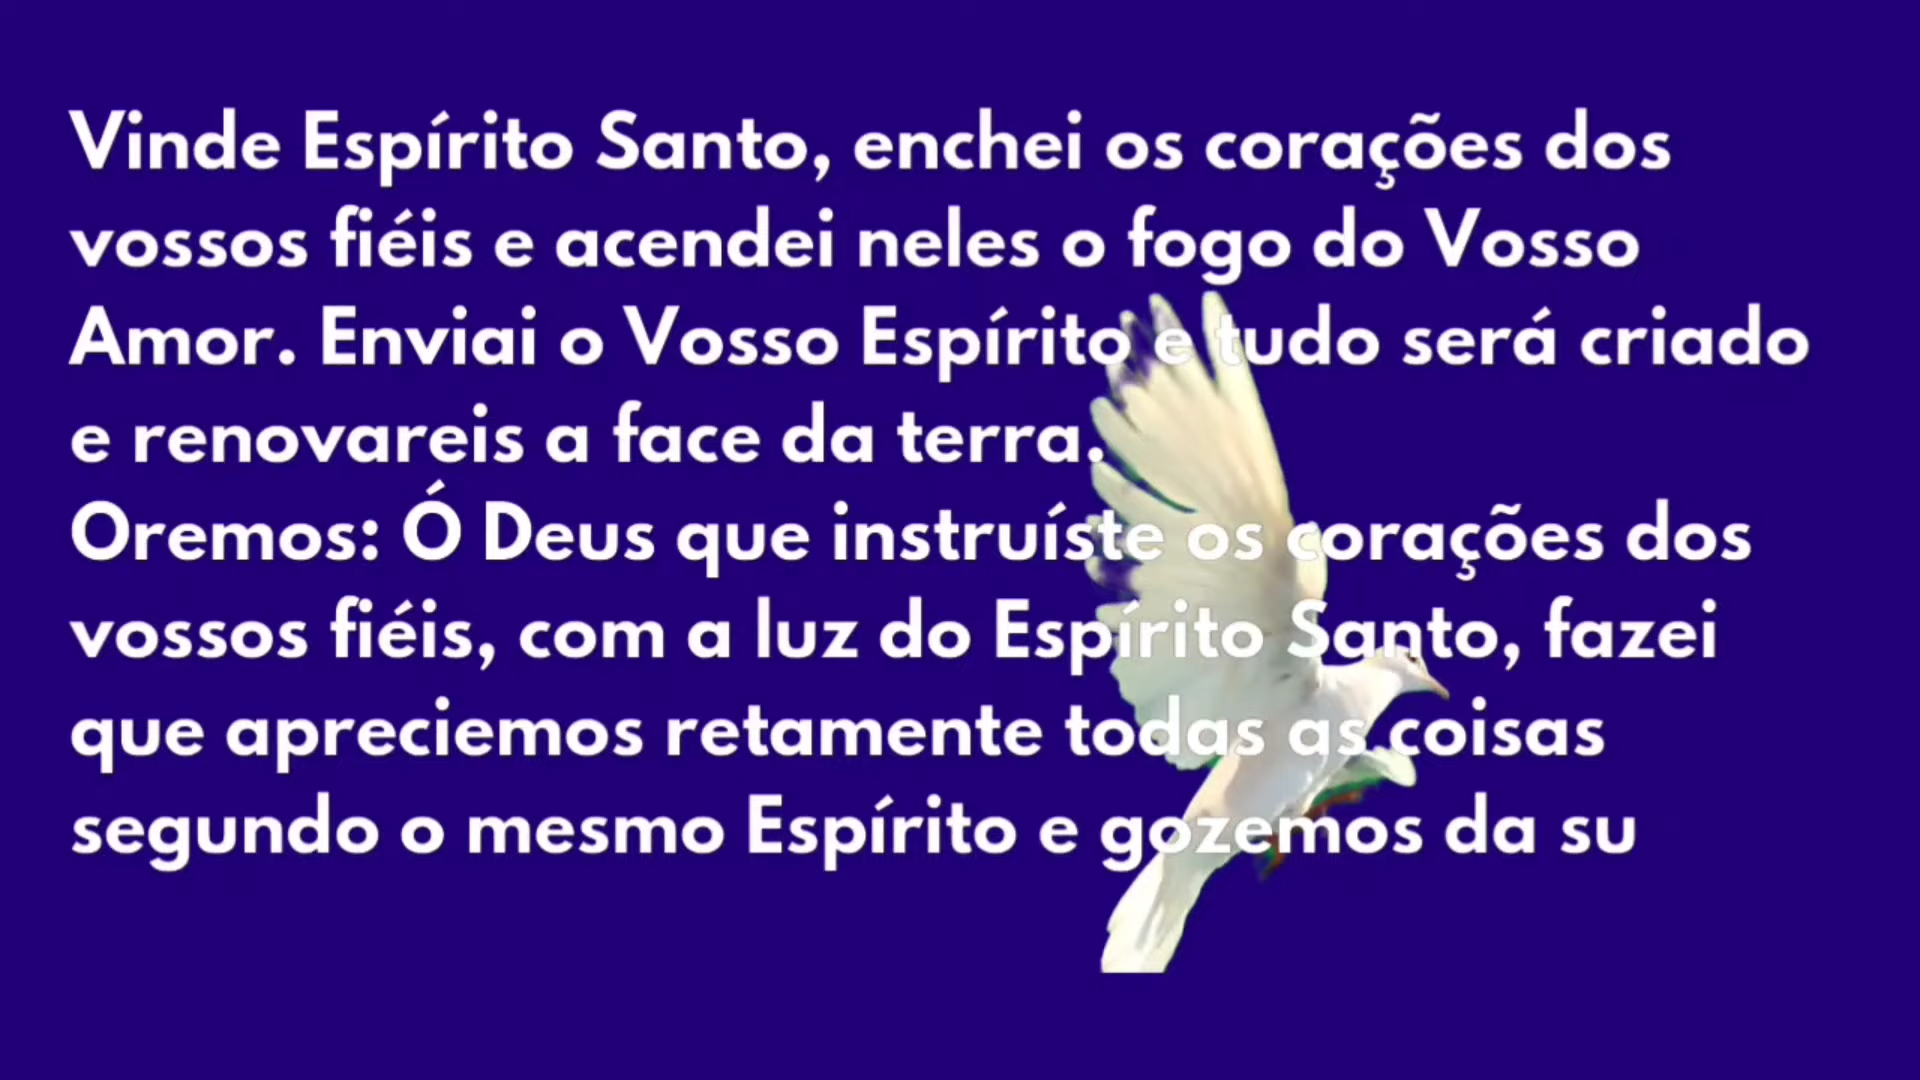 Vinde Espírito Santo, enchei os corações dos
vossos fiéis e acendei neles o fogo do Vosso
Amor. Enviai o Vosso Espírito e tudo será criado
e renovareis a face da terra.
Oremos: Ó Deus que instruíste os corações dos
vossos fiéis, com a luz do Espírito Santo, fazei
que apreciemos retamente todas as coisas
segundo o mesmo Espírito e gozemos da su